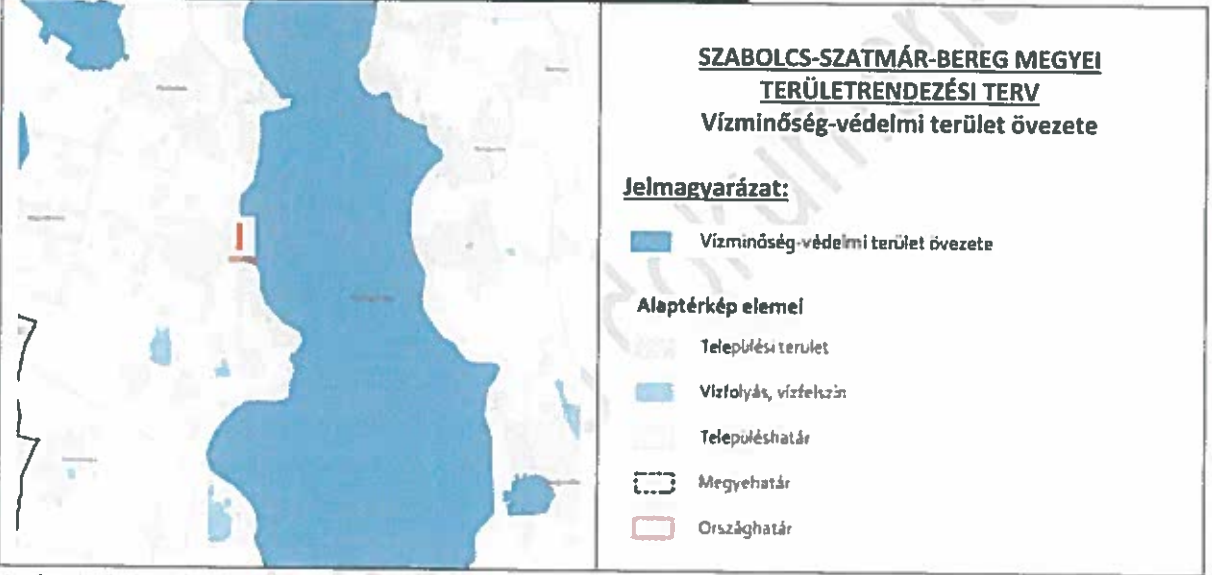 SZABOLCS-SZATMÁR-BEREG MEGYEI
TERÜLETRENDEZÉSI TERV
Vízminőség-védelmi terület övezete
Jelmagyarázat:
Vízminőség-védelmi terület övezete
Alaptérkép elemei
Települési terület
Vízfolyás, vízfelszín
Településhatár
Megyehatár
Országhatár